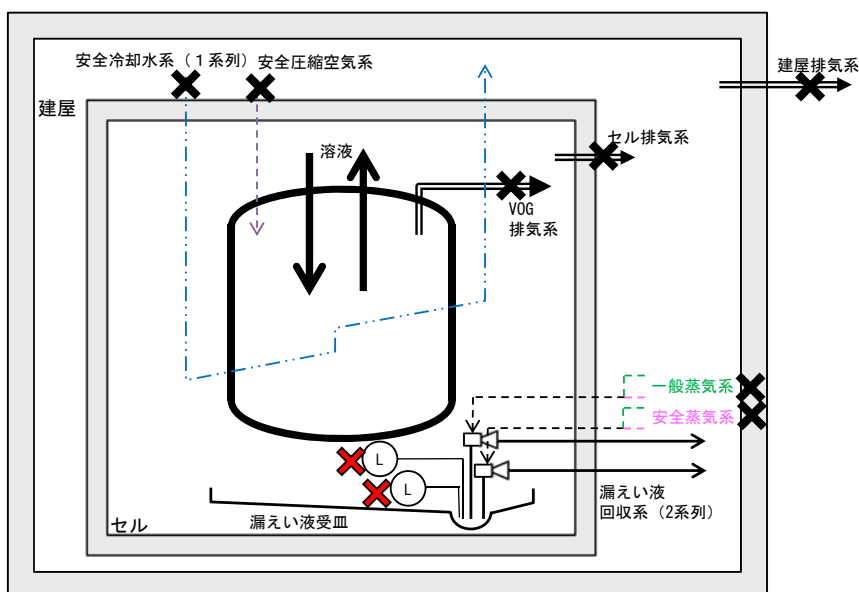 安全冷却水系（１系列）
安全圧縮空気系
建屋排気系
建屋
セル排気系
溶液
VOG
排気系
一般蒸気系
安全蒸気系
L
L
漏えい液
回収系（2系列）
漏えい液受皿
セル